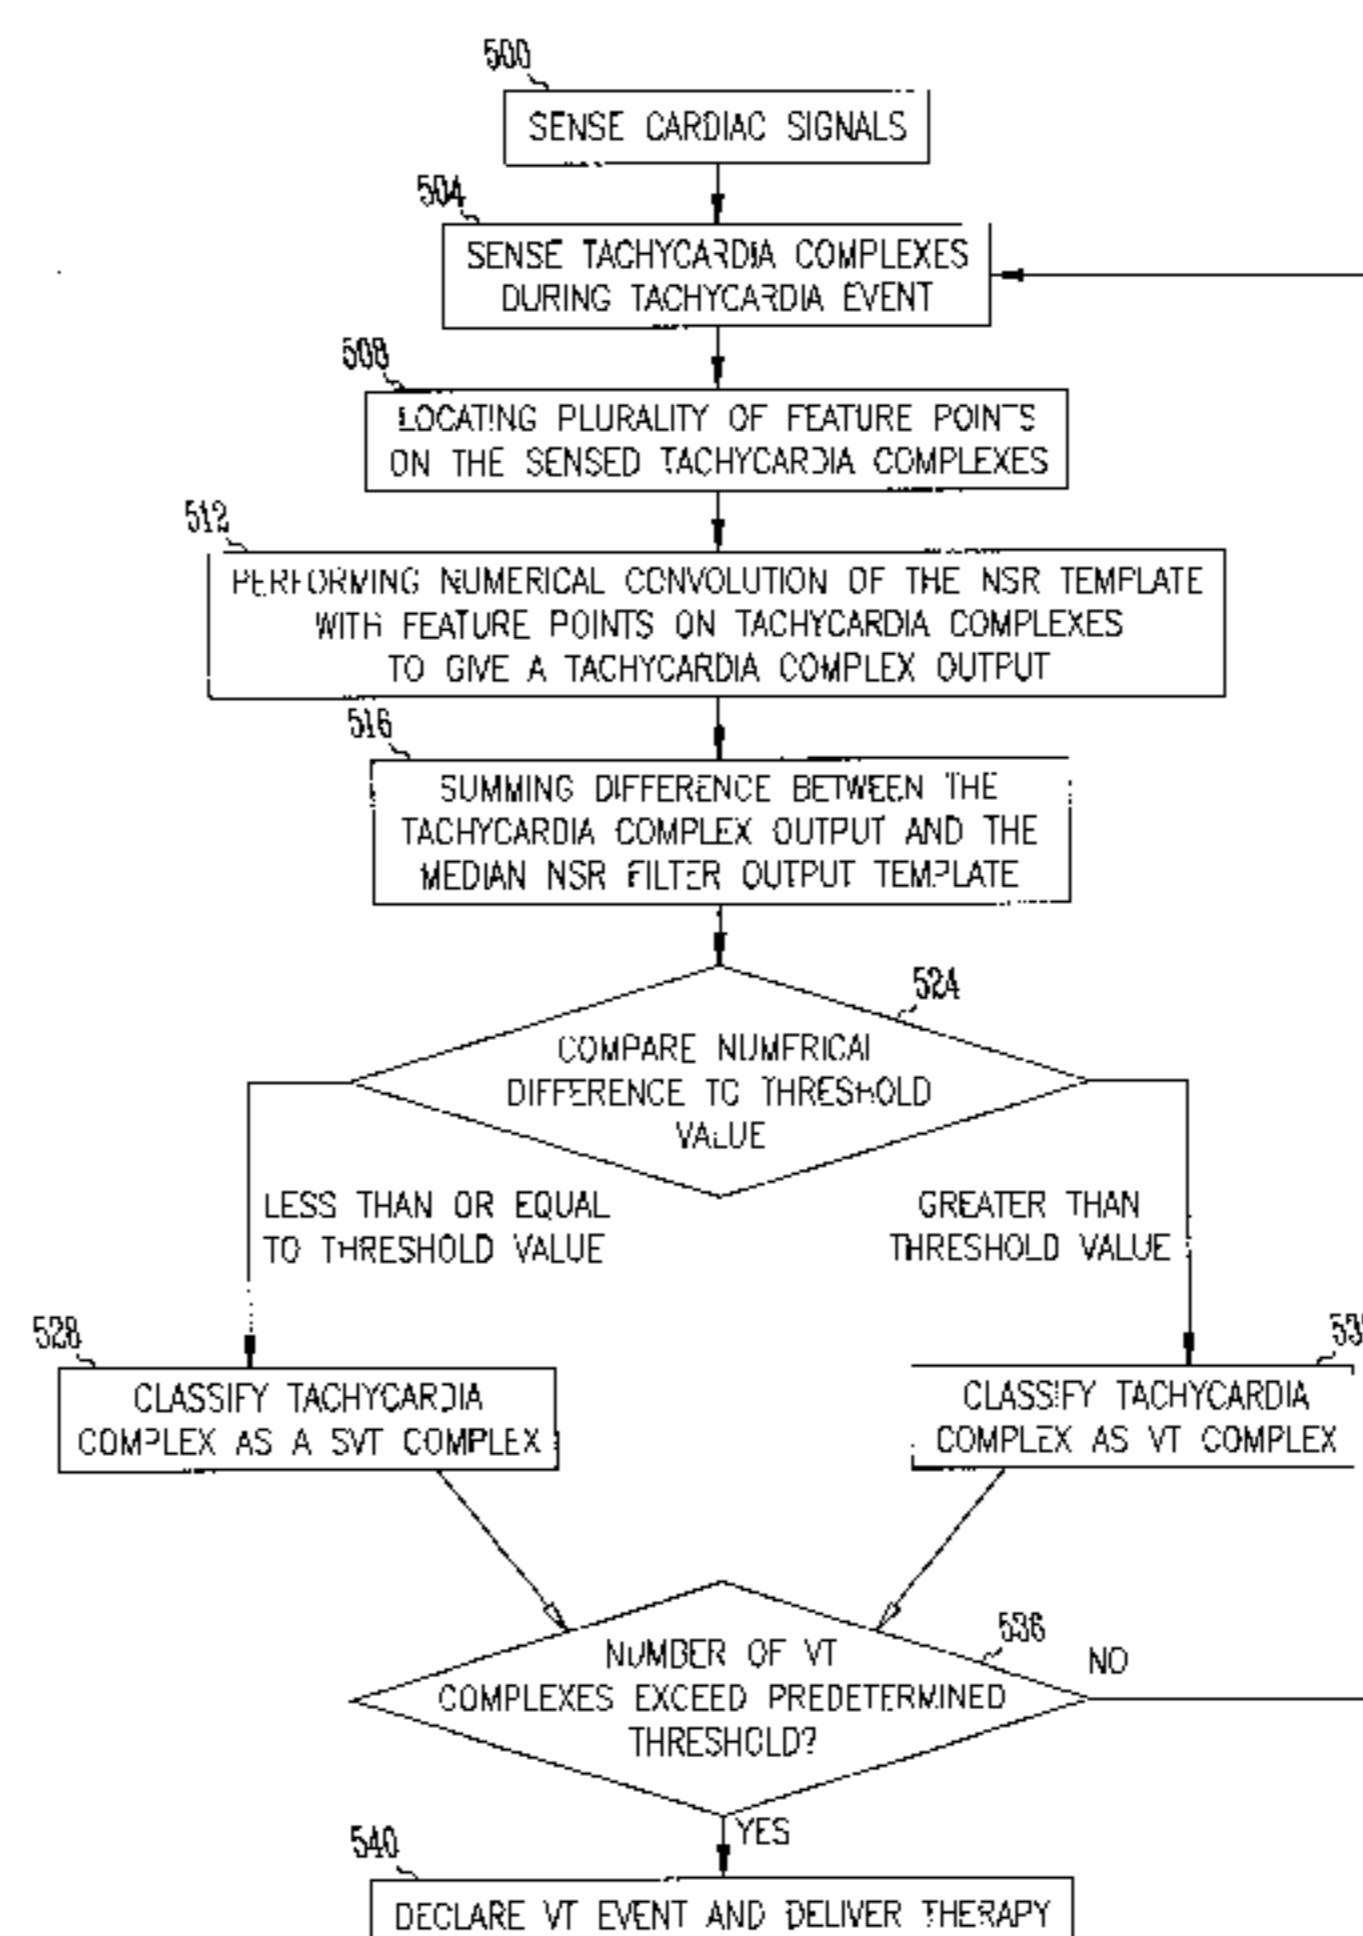 500
SENSE CARDIAC SIGNALS
504
SENSE TACHYCARDIA COMPLEXES
DURING TACHYCARDIA EVENT
508
LOCATING PLURALITY OF FEATURE POINTS
ON THE SENSED TACHYCARDIA COMPLEXES
512
PERFORMING NUMERICAL CONVOLUTION OF THE NSR TEMPLATE
WITH FEATURE POINTS ON TACHYCARDIA COMPLEXES
TO GIVE A TACHYCARDIA COMPLEX OUTPUT
516
SUMMING DIFFERENCE BETWEEN THE
TACHYCARDIA COMPLEX OUTPUT AND THE
MEDIAN NSR FILTER OUTPUT TEMPLATE
524
COMPARE NUMERICAL
DIFFERENCE TO THRESHOLD
VALUE
LESS THAN OR EQUAL
TO THRESHOLD VALUE
GREATER THAN
THRESHOLD VALUE
528
CLASSIFY TACHYCARDIA
COMPLEX AS A SVT COMPLEX
CLASSIFY TACHYCARDIA
COMPLEX AS VT COMPLEX
536
NUMBER OF VT
COMPLEXES EXCEED PREDETERMINED
THRESHOLD?
NO
YES
540
DECLARE VT EVENT AND DELIVER THERAPY